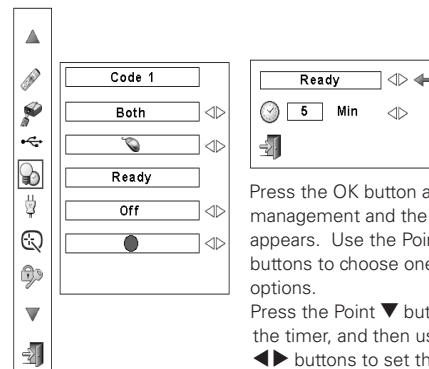 Code 1
Both
Ready
Off
Ready
5 Min
Press the OK button a
management and the
appears. Use the Poin
buttons to choose one
options.
Press the Point ▼ but
the timer, and then us
◀▶ buttons to set th